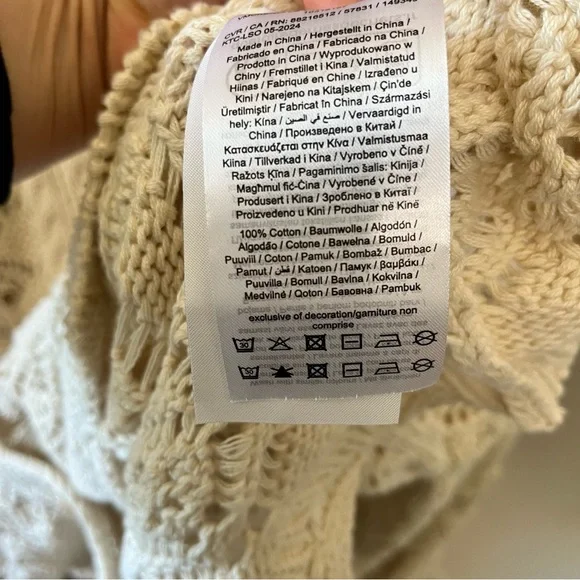 CVR / CA / RN: 68216512 / 57831 /
KTC-LSO 05-2024
Made in China / Hergestellt in China /
Fabricado en China / Fabricado na China /
Prodotto in Cina / Wyprodukowano w
Chiny / Fremstillet i Kina / Valmistatud
Hiinas / Fabriqué en Chine / Izrađeno u
Kini / Narejeno na Kitajskem / Çin'de
Üretilmiştir / Fabricat în China / Származási
hely: Kína / صنع في الصين / Vervaardigd in
China / Произведено в Китай /
Κατασκευάζεται στην Κίνα / Valmistusmaa
Kiina / Tillverkad i Kina / Vyrobeno v Číně /
Ražots Ķīna / Pagaminimo šalis: Kinija /
Magħmul fiċ-Ċina / Vyrobené v Číne /
Produsert i Kina / Зроблено в Китаї /
Proizvedeno u Kini / Prodhuar në Kinë
100% Cotton / Baumwolle / Algodón /
Algodão / Cotone / Bawełna / Bomuld /
Puuvill / Coton / Pamuk / Bombaž / Bumbac /
Pamut / قطن / Katoen / Памук / βαμβάκι /
Puuvilla / Bomull / Bavlna / Kokvilna /
Medvilnė / Qoton / Бавовна / Pambuk
exclusive of decoration/garniture non
comprise
30
30